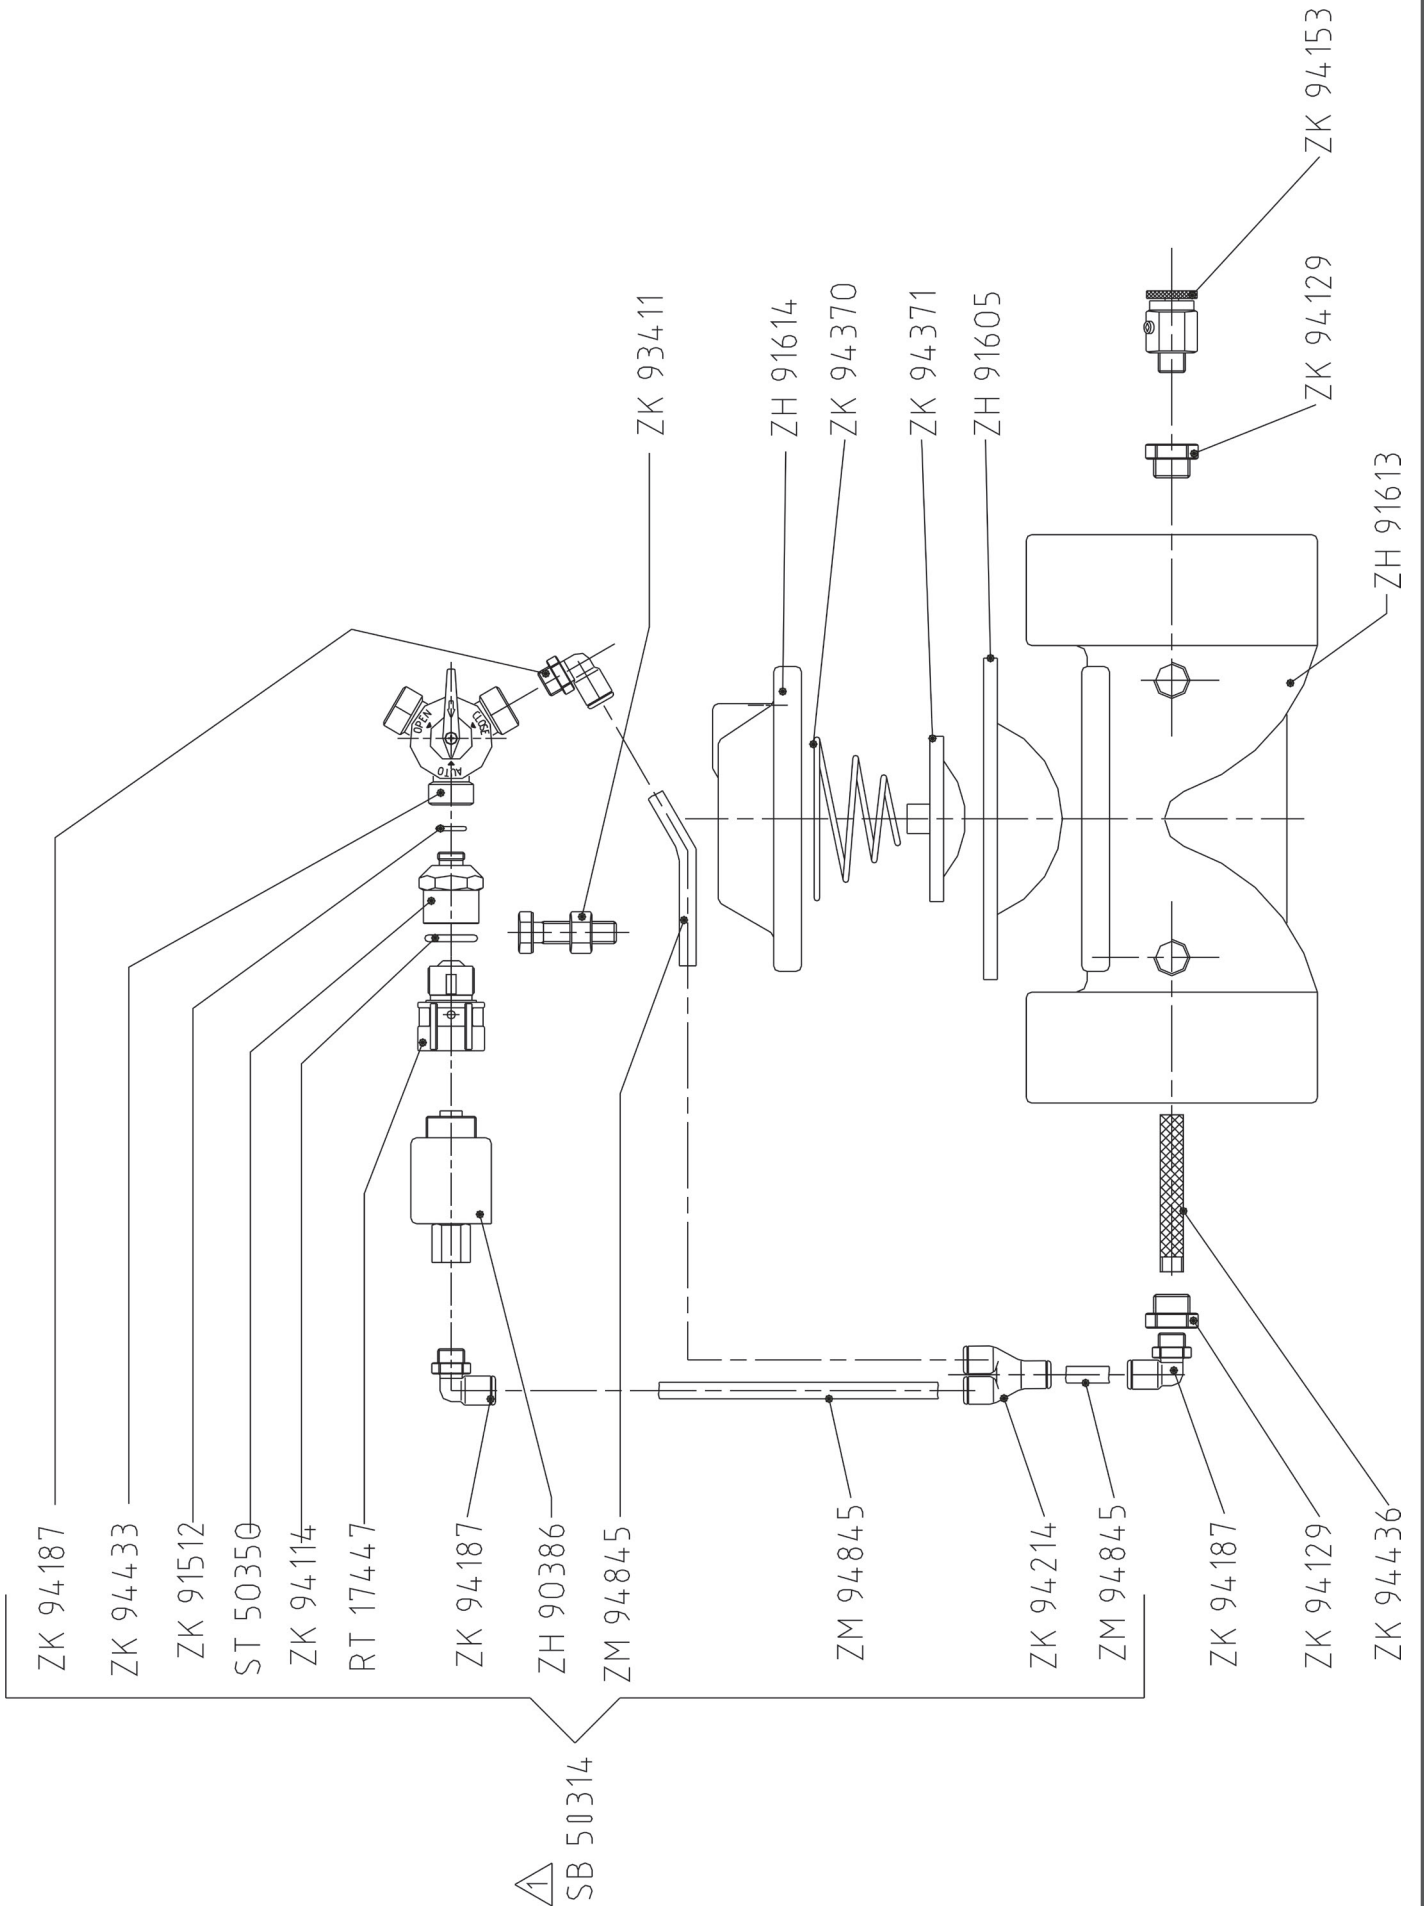 ZK 94187
ZK 94433
ZK 91512
ST 50350
ZK 94114
RT 17447
ZK 94187
ZH 90386
ZM 94845
ZM 94845
ZK 94214
ZM 94845
ZK 94187
ZK 94129
ZK 94436
1
SB 50314
OPEN
CLOSE
AUTO
ZK 93411
ZH 91614
ZK 94370
ZK 94371
ZH 91605
ZK 94153
ZK 94129
ZH 91613